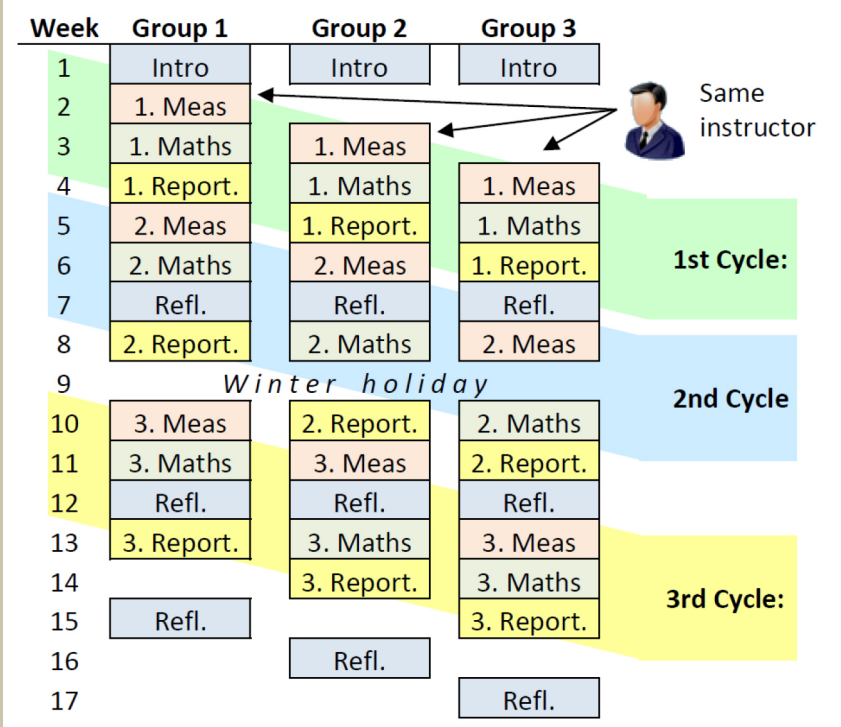 Week Group 1 Group 2 Group 3
1 Intro Intro Intro
2 1. Meas
Same
instructor
3 1. Maths 1. Meas
4 1. Report. 1. Maths 1. Meas
5 2. Meas 1. Report. 1. Maths
6 2. Maths 2. Meas 1. Report.
1st Cycle:
7 Refl. Refl. Refl.
8 2. Report. 2. Maths 2. Meas
9 Winter holiday
2nd Cycle
10 3. Meas 2. Report. 2. Maths
11 3. Maths 3. Meas 2. Report.
12 Refl. Refl. Refl.
13 3. Report. 3. Maths 3. Meas
14 3. Report. 3. Maths
3rd Cycle:
15 Refl. 3. Report.
16 Refl.
17 Refl.